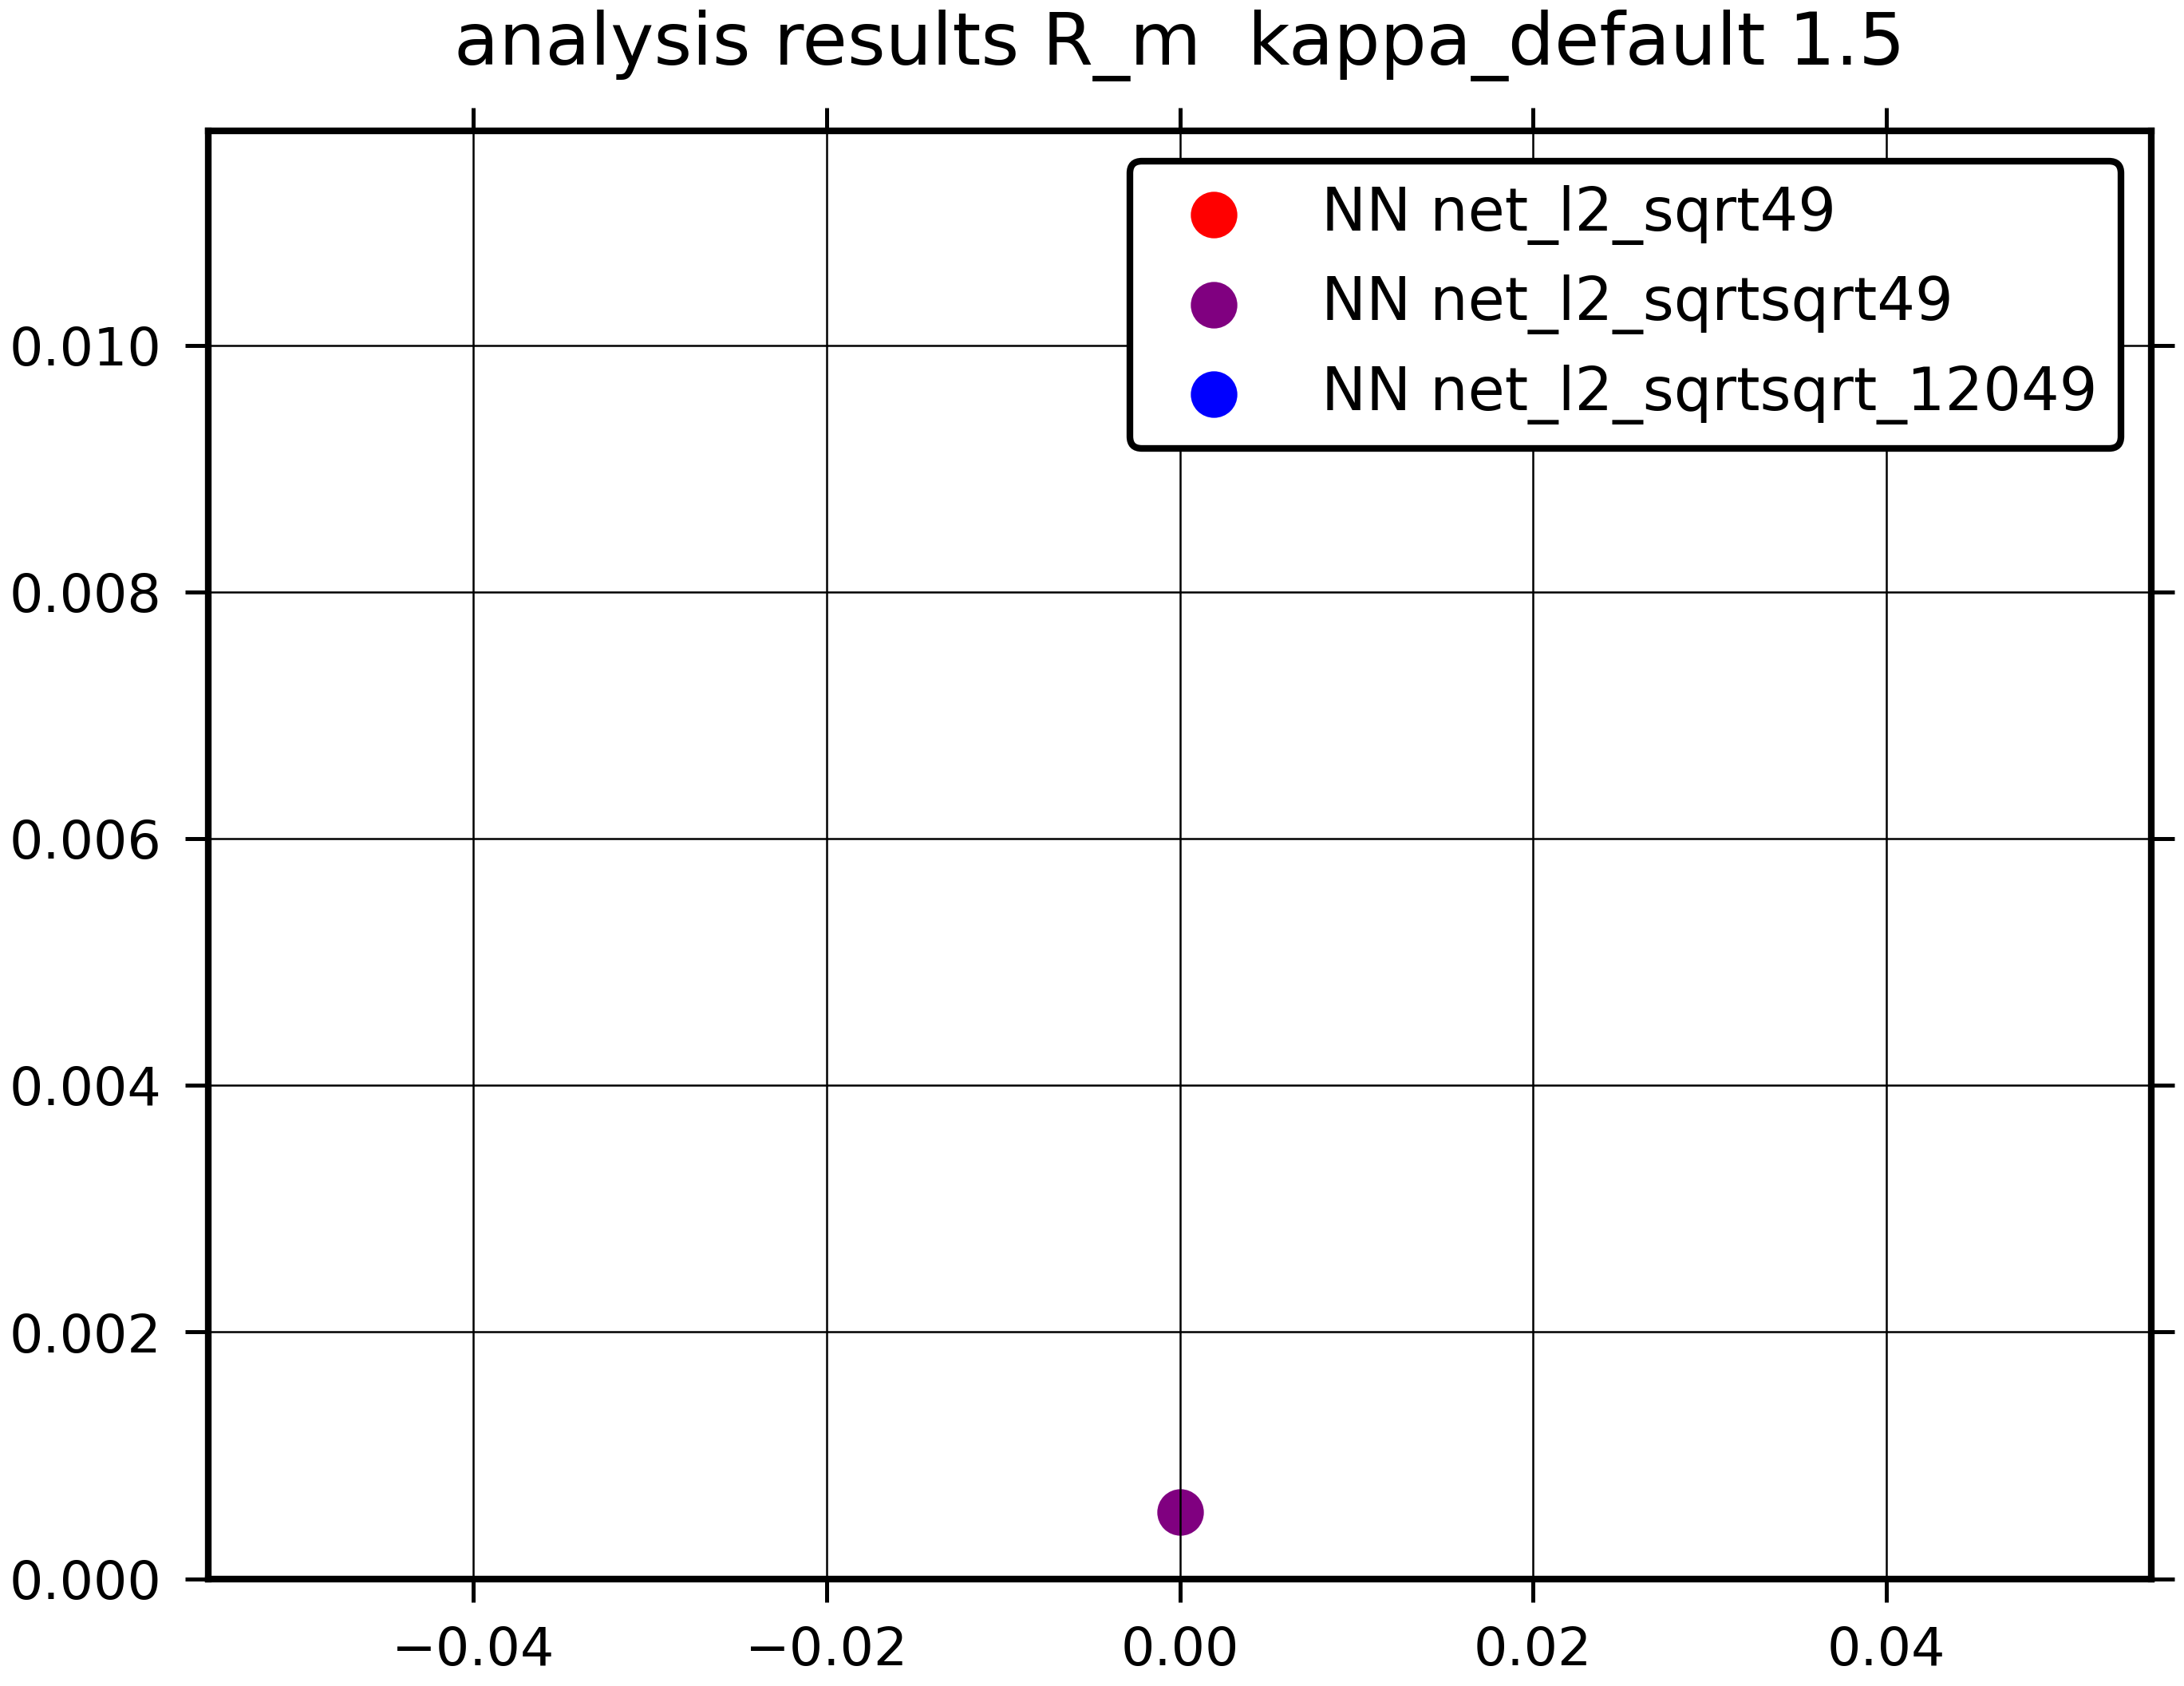 analysis results R_m  kappa_default 1.5
NN net_l2_sqrt49
NN net_l2_sqrtsqrt49
NN net_l2_sqrtsqrt_12049
0.010
0.008
0.006
0.004
0.002
0.000
−0.04
−0.02
0.00
0.02
0.04